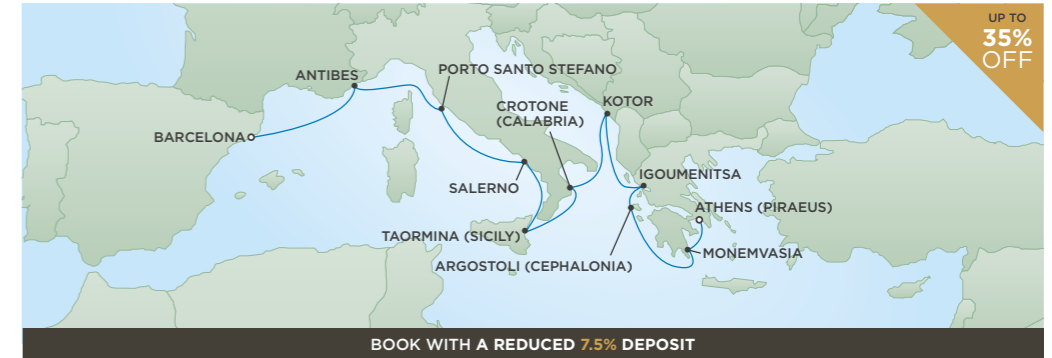 UP TO
35%
OFF
ANTIBES
PORTO SANTO STEFANO
CROTONE
(CALABRIA)
KOTOR
BARCELONA
SALERNO
IGOUMENITSA
ATHENS (PIRAEUS)
TAORMINA (SICILY)
MONEMVASIA
ARGOSTOLI (CEPHALONIA)
BOOK WITH A REDUCED 7.5% DEPOSIT